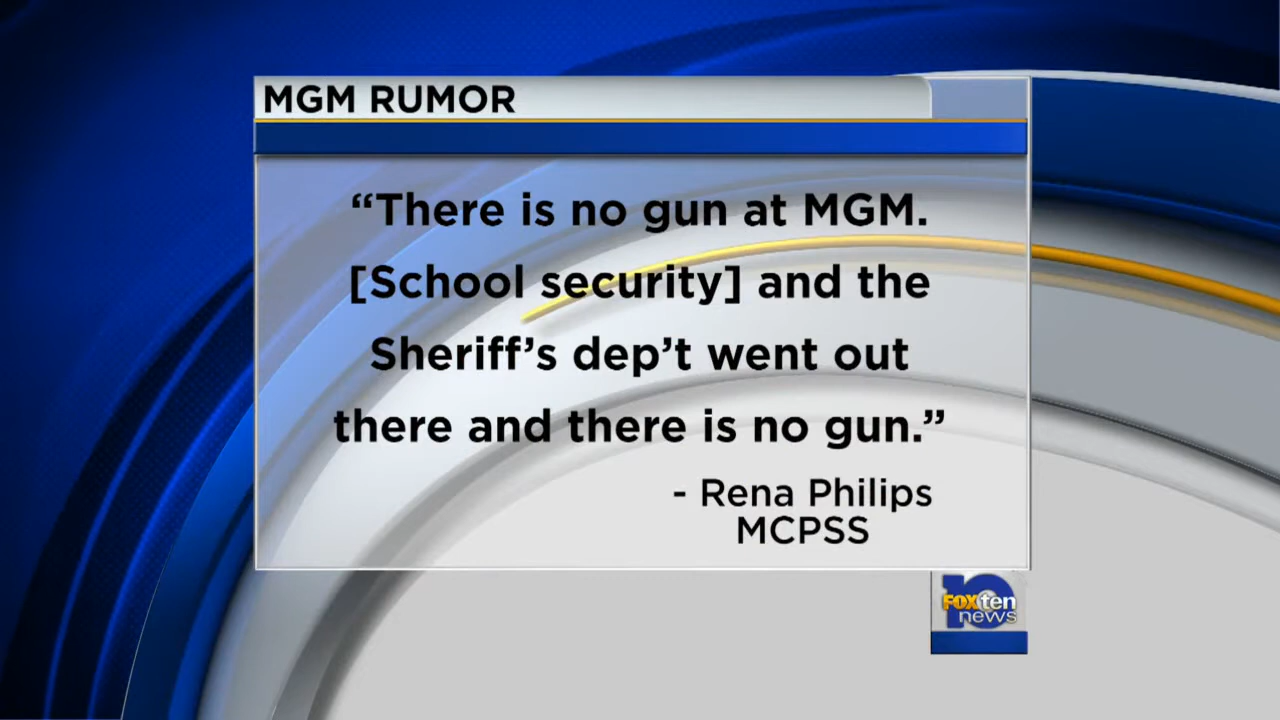 MGM RUMOR
“There is no gun at MGM.
[School security] and the
Sheriff’s dep’t went out
there and there is no gun.”
- Rena Philips
MCPSS
10
FOX ten
news